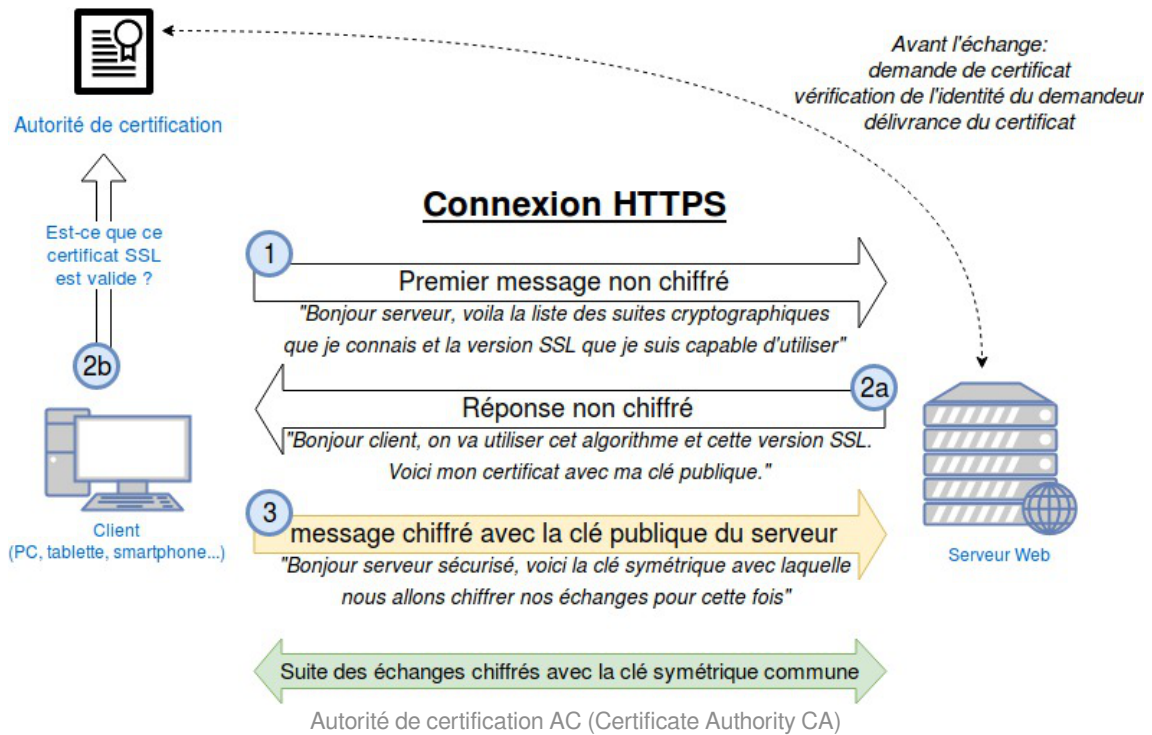 Avant l'échange:
demande de certificat
vérification de l'identité du demandeur
délivrance du certificat
Autorité de certification
Connexion HTTPS
Est-ce que ce
certificat SSL
est valide ?
1
Premier message non chiffré
"Bonjour serveur, voila la liste des suites cryptographiques
que je connais et la version SSL que je suis capable d'utiliser"
2b
2a
Réponse non chiffré
"Bonjour client, on va utiliser cet algorithme et cette version SSL.
Voici mon certificat avec ma clé publique."
3
message chiffré avec la clé publique du serveur
"Bonjour serveur sécurisé, voici la clé symétrique avec laquelle
nous allons chiffrer nos échanges pour cette fois"
Client
(PC, tablette, smartphone...)
Serveur Web
Suite des échanges chiffrés avec la clé symétrique commune
Autorité de certification AC (Certificate Authority CA)